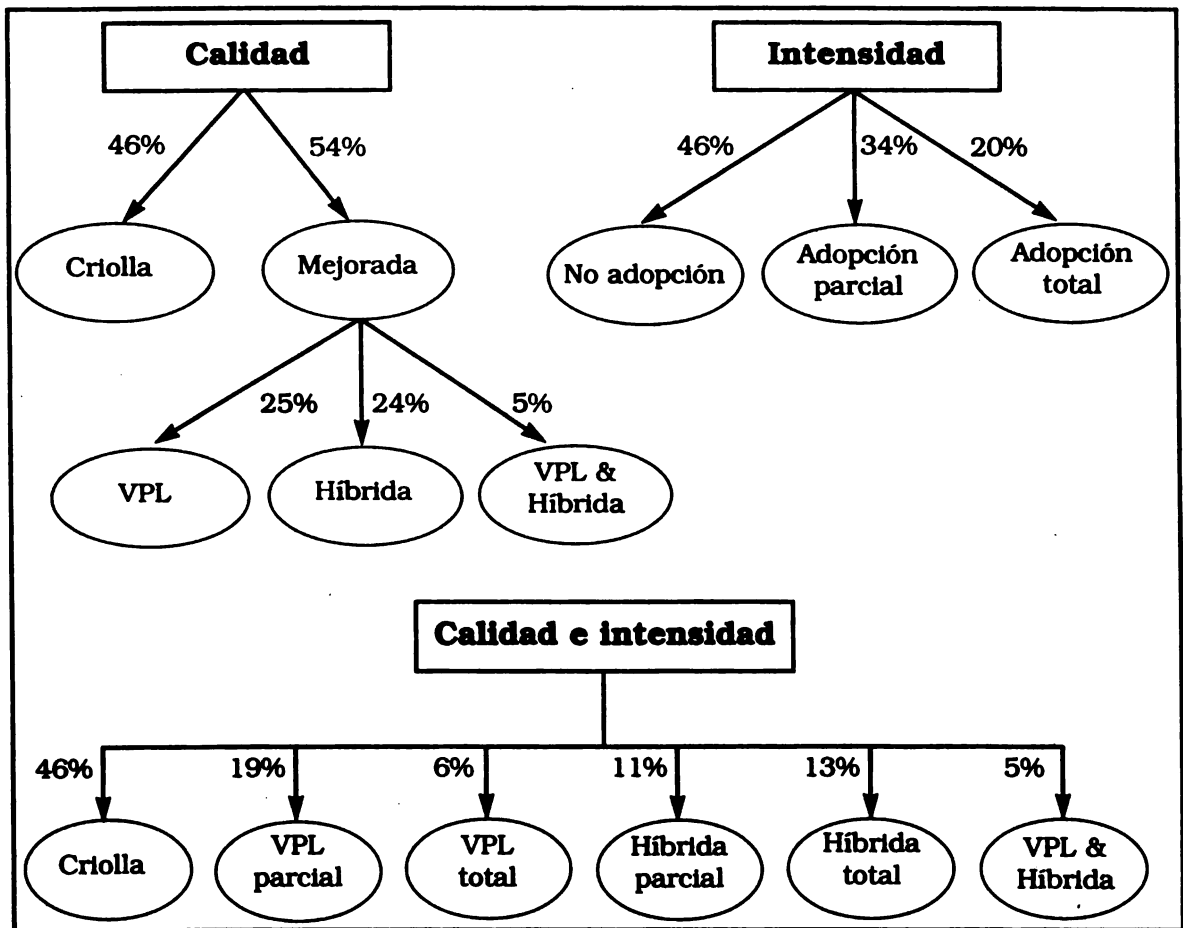 Calidad
Intensidad
46%
54%
46%
34%
20%
Criolla
Mejorada
No adopción
Adopción
parcial
Adopción
total
25%
24%
5%
VPL
Híbrida
VPL &
Híbrida
Calidad e intensidad
46%
19%
6%
11%
13%
5%
Criolla
VPL
parcial
VPL
total
Híbrida
parcial
Híbrida
total
VPL &
Híbrida